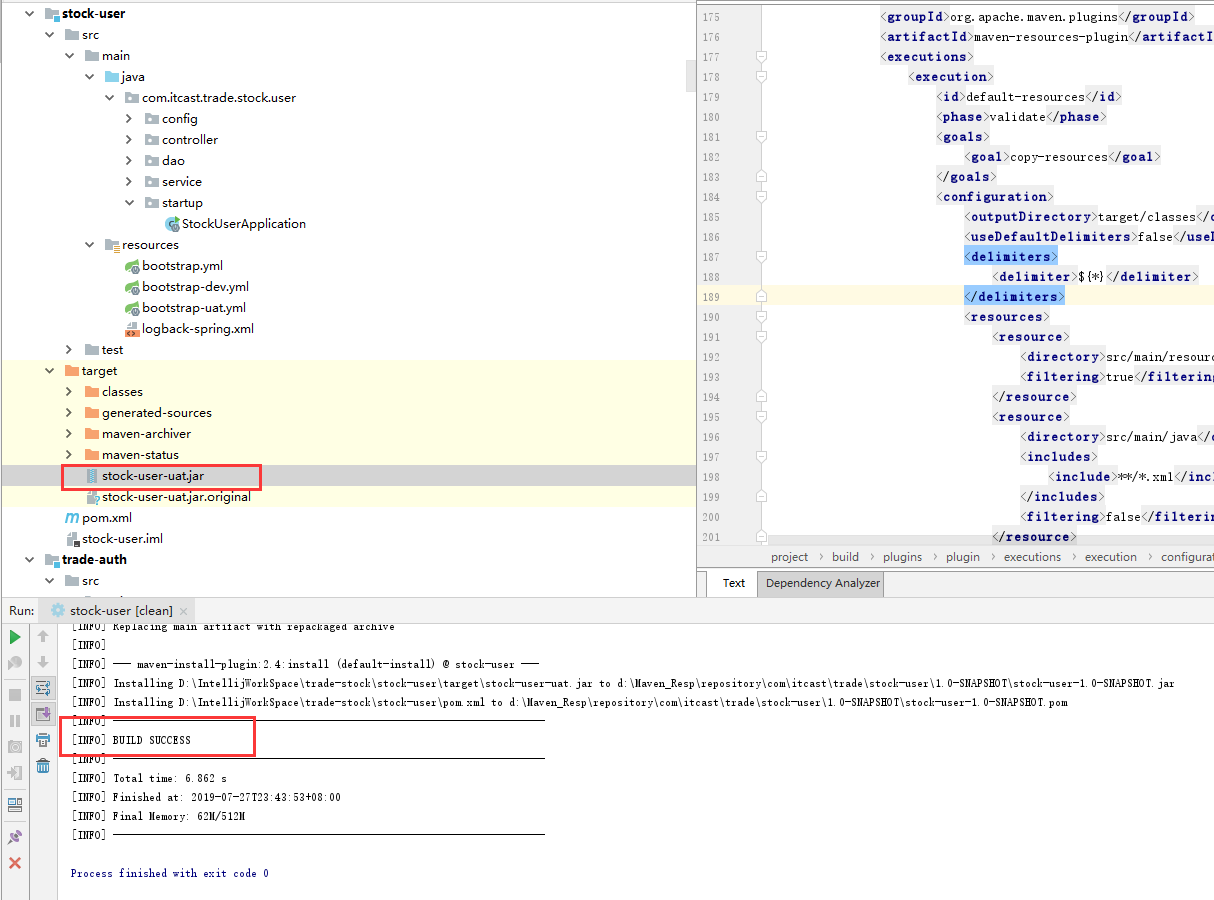 stock-user
src
main
java
com.itcast.trade.stock.user
config
controller
dao
service
startup
StockUserApplication
resources
bootstrap.yml
bootstrap-dev.yml
bootstrap-uat.yml
logback-spring.xml
test
target
classes
generated-sources
maven-archiver
maven-status
stock-user-uat.jar
stock-user-uat.jar.original
pom.xml
stock-user.iml
trade-auth
src
175 <groupId>org.apache.maven.plugins</groupId>
176 <artifactId>maven-resources-plugin</artifactI
177 <executions>
178 <execution>
179 <id>default-resources</id>
180 <phase>validate</phase>
181 <goals>
182 <goal>copy-resources</goal>
183 </goals>
184 <configuration>
185 <outputDirectory>target/classes</o
186 <useDefaultDelimiters>false</useD
187 <delimiters>
188 <delimiter>${*}</delimiter>
189 </delimiters>
190 <resources>
191 <resource>
192 <directory>src/main/resour
193 <filtering>true</filtering
194 </resource>
195 <resource>
196 <directory>src/main/java</d
197 <includes>
198 <include>**/*.xml</incl
199 </includes>
200 <filtering>false</filterin
201 </resource>
project › build › plugins › plugin › executions › execution › configurat
Text Dependency Analyzer
Run: stock-user [clean]
[INFO] Replacing main artifact with repackaged archive
[INFO]
[INFO] --- maven-install-plugin:2.4:install (default-install) @ stock-user ---
[INFO] Installing D:\IntellijWorkSpace\trade-stock\stock-user\target\stock-user-uat.jar to d:\Maven_Resp\repository\com\itcast\trade\stock-user\1.0-SNAPSHOT\stock-user-1.0-SNAPSHOT.jar
[INFO] Installing D:\IntellijWorkSpace\trade-stock\stock-user\pom.xml to d:\Maven_Resp\repository\com\itcast\trade\stock-user\1.0-SNAPSHOT\stock-user-1.0-SNAPSHOT.pom
[INFO] ------------------------------------------------------------------------
[INFO] BUILD SUCCESS
[INFO] ------------------------------------------------------------------------
[INFO] Total time: 6.862 s
[INFO] Finished at: 2019-07-27T23:43:53+08:00
[INFO] Final Memory: 62M/512M
[INFO] ------------------------------------------------------------------------
Process finished with exit code 0